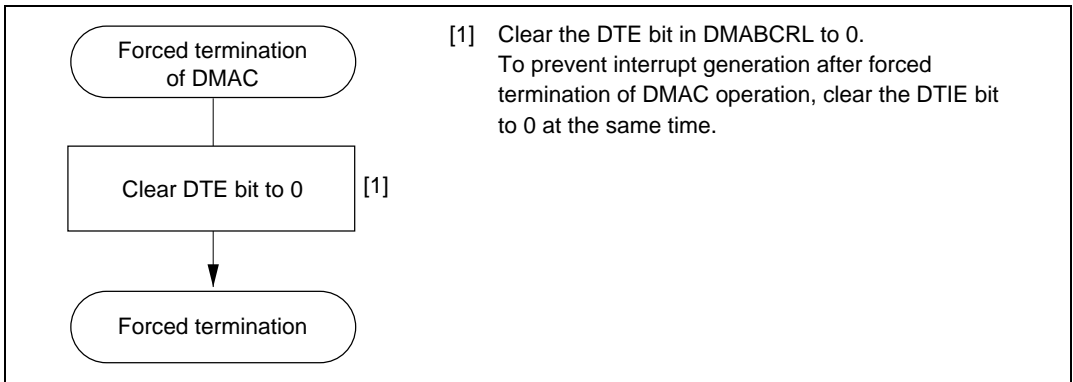 Forced termination
of DMAC
Clear DTE bit to 0
[1]
Forced termination
[1] Clear the DTE bit in DMABCRL to 0.
To prevent interrupt generation after forced
termination of DMAC operation, clear the DTIE bit
to 0 at the same time.